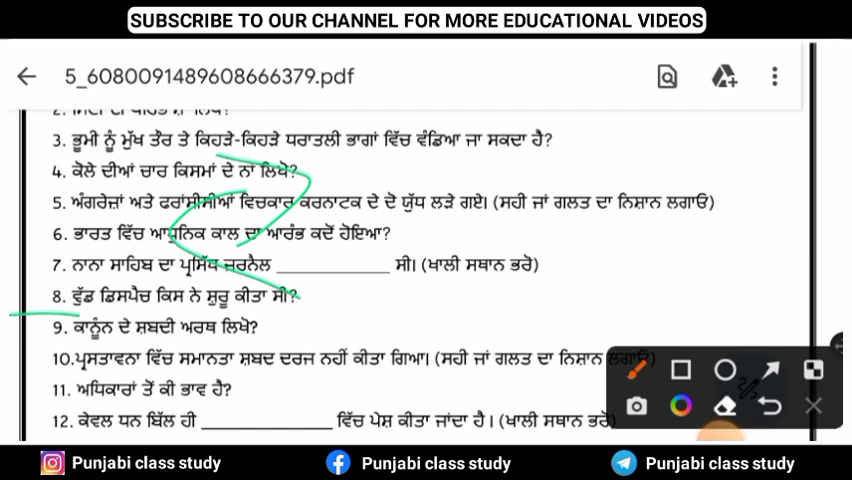 SUBSCRIBE TO OUR CHANNEL FOR MORE EDUCATIONAL VIDEOS
5_6080091489608666379.pdf
3. ਭੂਮੀ ਨੂੰ ਮੁੱਖ ਤੌਰ ਤੇ ਕਿਹੜੇ-ਕਿਹੜੇ ਧਰਾਤਲੀ ਭਾਗਾਂ ਵਿੱਚ ਵੰਡਿਆ ਜਾ ਸਕਦਾ ਹੈ?
4. ਕੋਲੇ ਦੀਆਂ ਚਾਰ ਕਿਸਮਾਂ ਦੇ ਨਾਂ ਲਿਖੋ?
5. ਅੰਗਰੇਜ਼ਾਂ ਅਤੇ ਫਰਾਂਸੀਸੀਆਂ ਵਿਚਕਾਰ ਕਰਨਾਟਕ ਦੇ ਦੋ ਯੁੱਧ ਲੜੇ ਗਏ। (ਸਹੀ ਜਾਂ ਗਲਤ ਦਾ ਨਿਸ਼ਾਨ ਲਗਾਓ)
6. ਭਾਰਤ ਵਿੱਚ ਆਧੁਨਿਕ ਕਾਲ ਦਾ ਆਰੰਭ ਕਦੋਂ ਹੋਇਆ?
7. ਨਾਨਾ ਸਾਹਿਬ ਦਾ ਪ੍ਰਸਿੱਧ ਜਰਨੈਲ ____________ ਸੀ। (ਖਾਲੀ ਸਥਾਨ ਭਰੋ)
8. ਵੁੱਡ ਡਿਸਪੈਚ ਕਿਸ ਨੇ ਸ਼ੁਰੂ ਕੀਤਾ ਸੀ?
9. ਕਾਨੂੰਨ ਦੇ ਸ਼ਬਦੀ ਅਰਥ ਲਿਖੋ?
10.ਪ੍ਰਸਤਾਵਨਾ ਵਿੱਚ ਸਮਾਨਤਾ ਸ਼ਬਦ ਦਰਜ ਨਹੀਂ ਕੀਤਾ ਗਿਆ। (ਸਹੀ ਜਾਂ ਗਲਤ ਦਾ ਨਿਸ਼ਾਨ ਲਗਾਓ)
11. ਅਧਿਕਾਰਾਂ ਤੋਂ ਕੀ ਭਾਵ ਹੈ?
12. ਕੇਵਲ ਧਨ ਬਿੱਲ ਹੀ ______________ ਵਿੱਚ ਪੇਸ਼ ਕੀਤਾ ਜਾਂਦਾ ਹੈ। (ਖਾਲੀ ਸਥਾਨ ਭਰੋ)
Punjabi class study Punjabi class study Punjabi class study